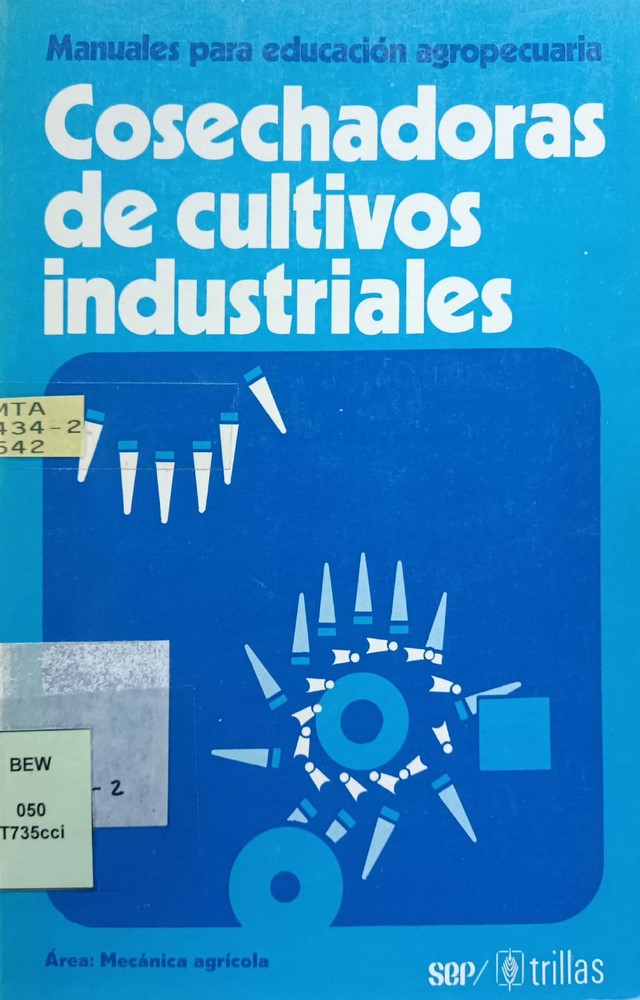 Manuales para educación agropecuaria
Cosechadoras
de cultivos
industriales
MTA
434-2
642
- 2
BEW
050
T735cci
Área: Mecánica agrícola
sep/ trillas